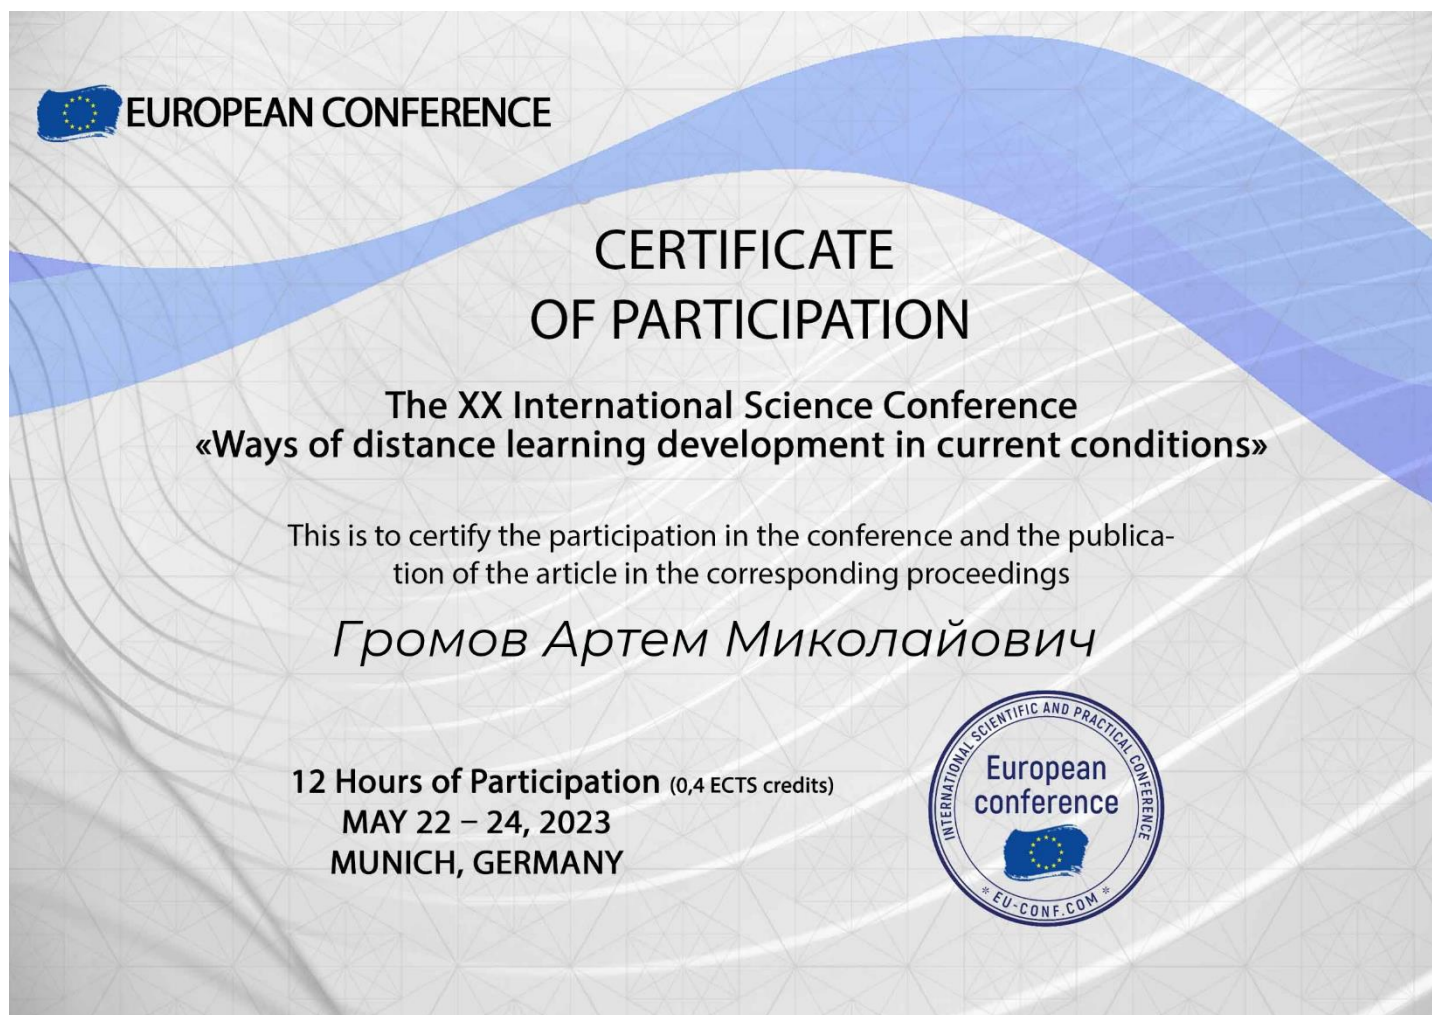 EUROPEAN CONFERENCE
CERTIFICATE
OF PARTICIPATION
The XX International Science Conference
«Ways of distance learning development in current conditions»
This is to certify the participation in the conference and the publica-
tion of the article in the corresponding proceedings
Громов Артем Миколайович
12 Hours of Participation (0,4 ECTS credits)
MAY 22 – 24, 2023
MUNICH, GERMANY
INTERNATIONAL SCIENTIFIC AND PRACTICAL CONFERENCE
European
conference
* EU-CONF.COM *